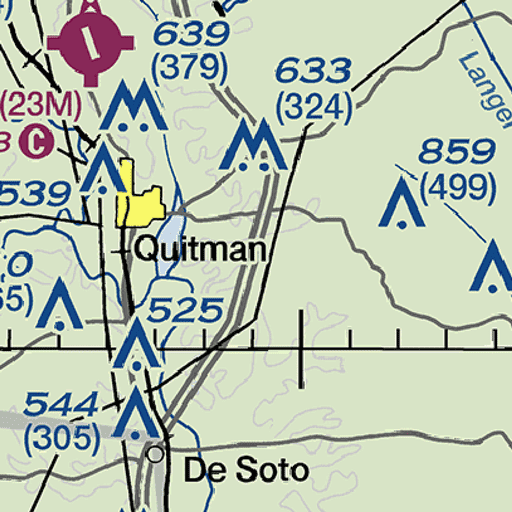 639
(379)
633
(324)
(23M)
C
Langer
859
(499)
539
Quitman
525
544
(305)
De Soto